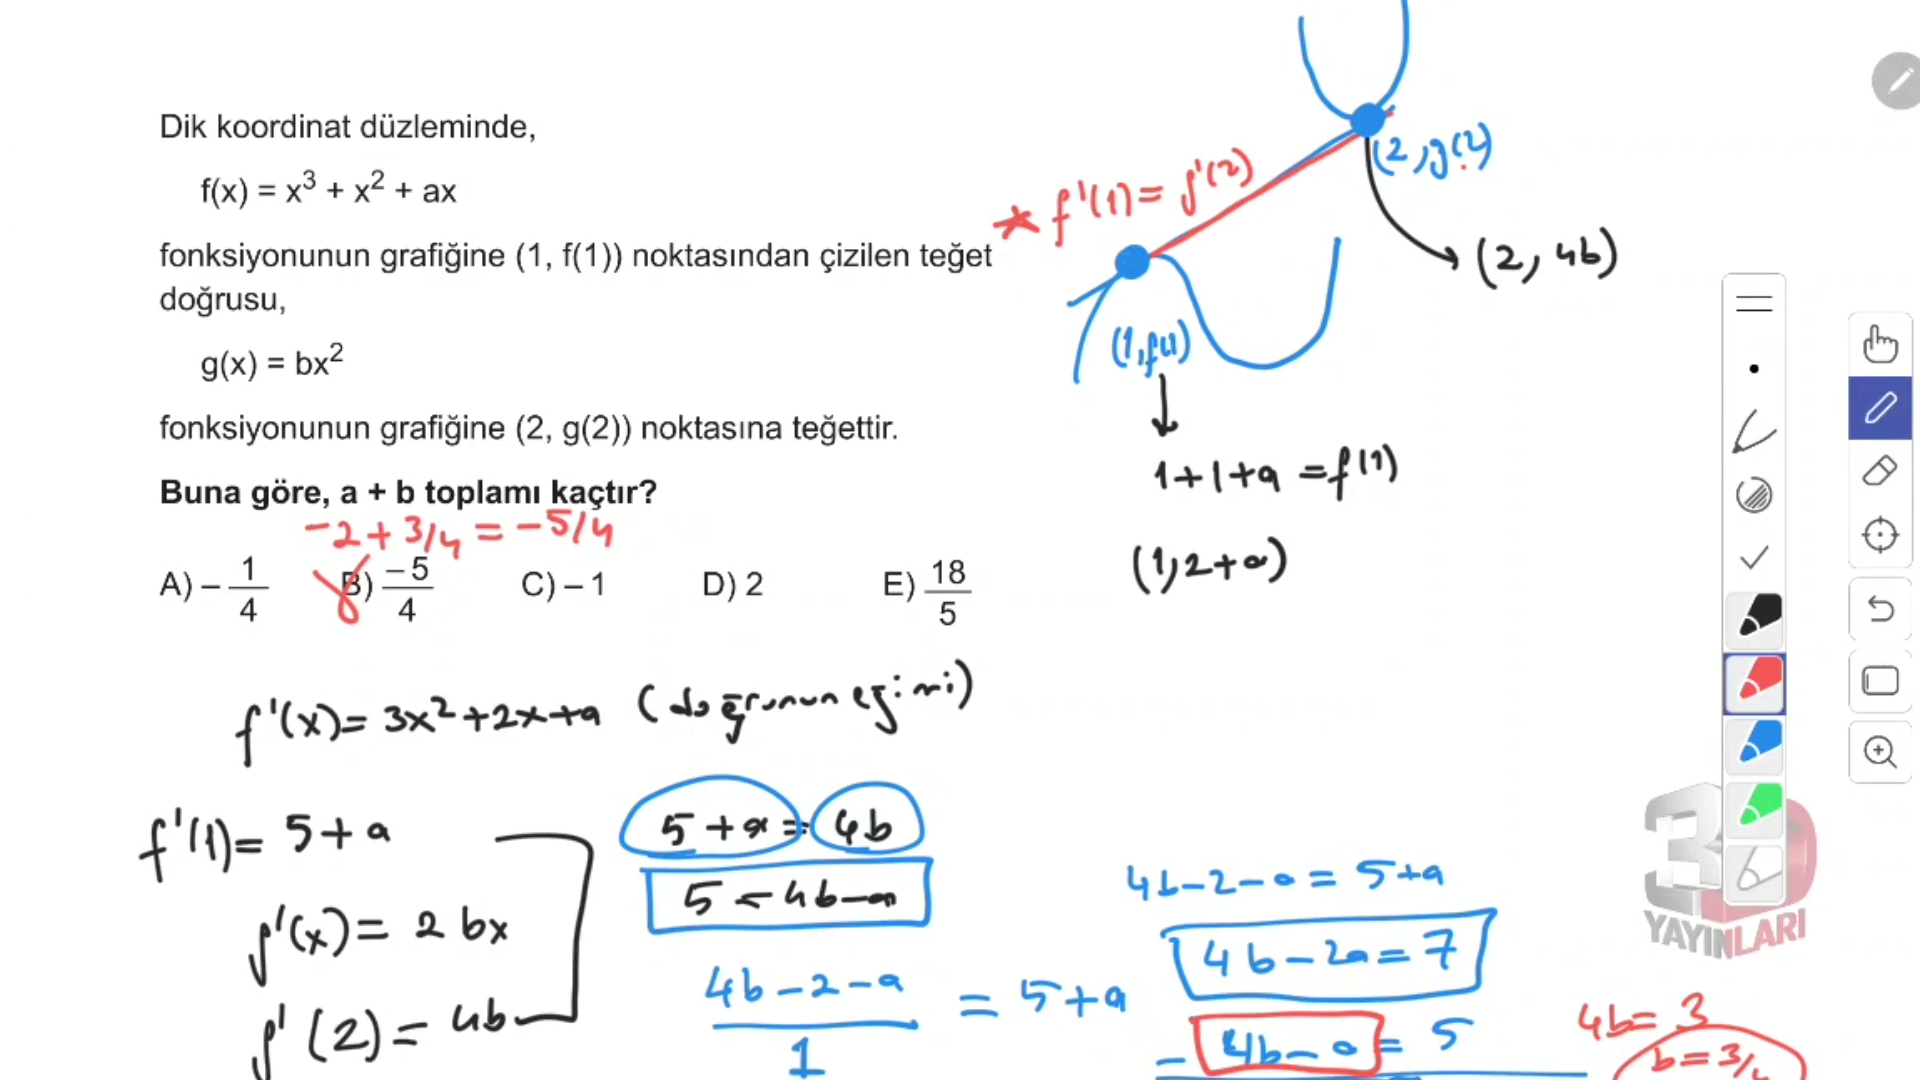 Dik koordinat düzleminde,
f(x) = x³ + x² + ax
fonksiyonunun grafiğine (1, f(1)) noktasından çizilen teğet
doğrusu,
g(x) = bx²
fonksiyonunun grafiğine (2, g(2)) noktasına teğettir.
Buna göre, a + b toplamı kaçtır?
-2 + 3/4 = -5/4
A) – 1/4 B) –5/4 C) – 1 D) 2 E) 18/5
(2, g(2))
f'(1) = g'(2)
(2, 4b)
(1, f(1))
1+1+a = f(1)
(1, 2+a)
f'(x) = 3x² + 2x + a (doğrunun eğimi)
f'(1) = 5 + a
g'(x) = 2bx
g'(2) = 4b
5 + a = 4b
5 = 4b - a
4b - 2 - a / 1 = 5 + a
4b - 2 - a = 5 + a
4b - 2a = 7
- 4b - a = 5
4b = 3
b = 3/4
3D
YAYINLARI